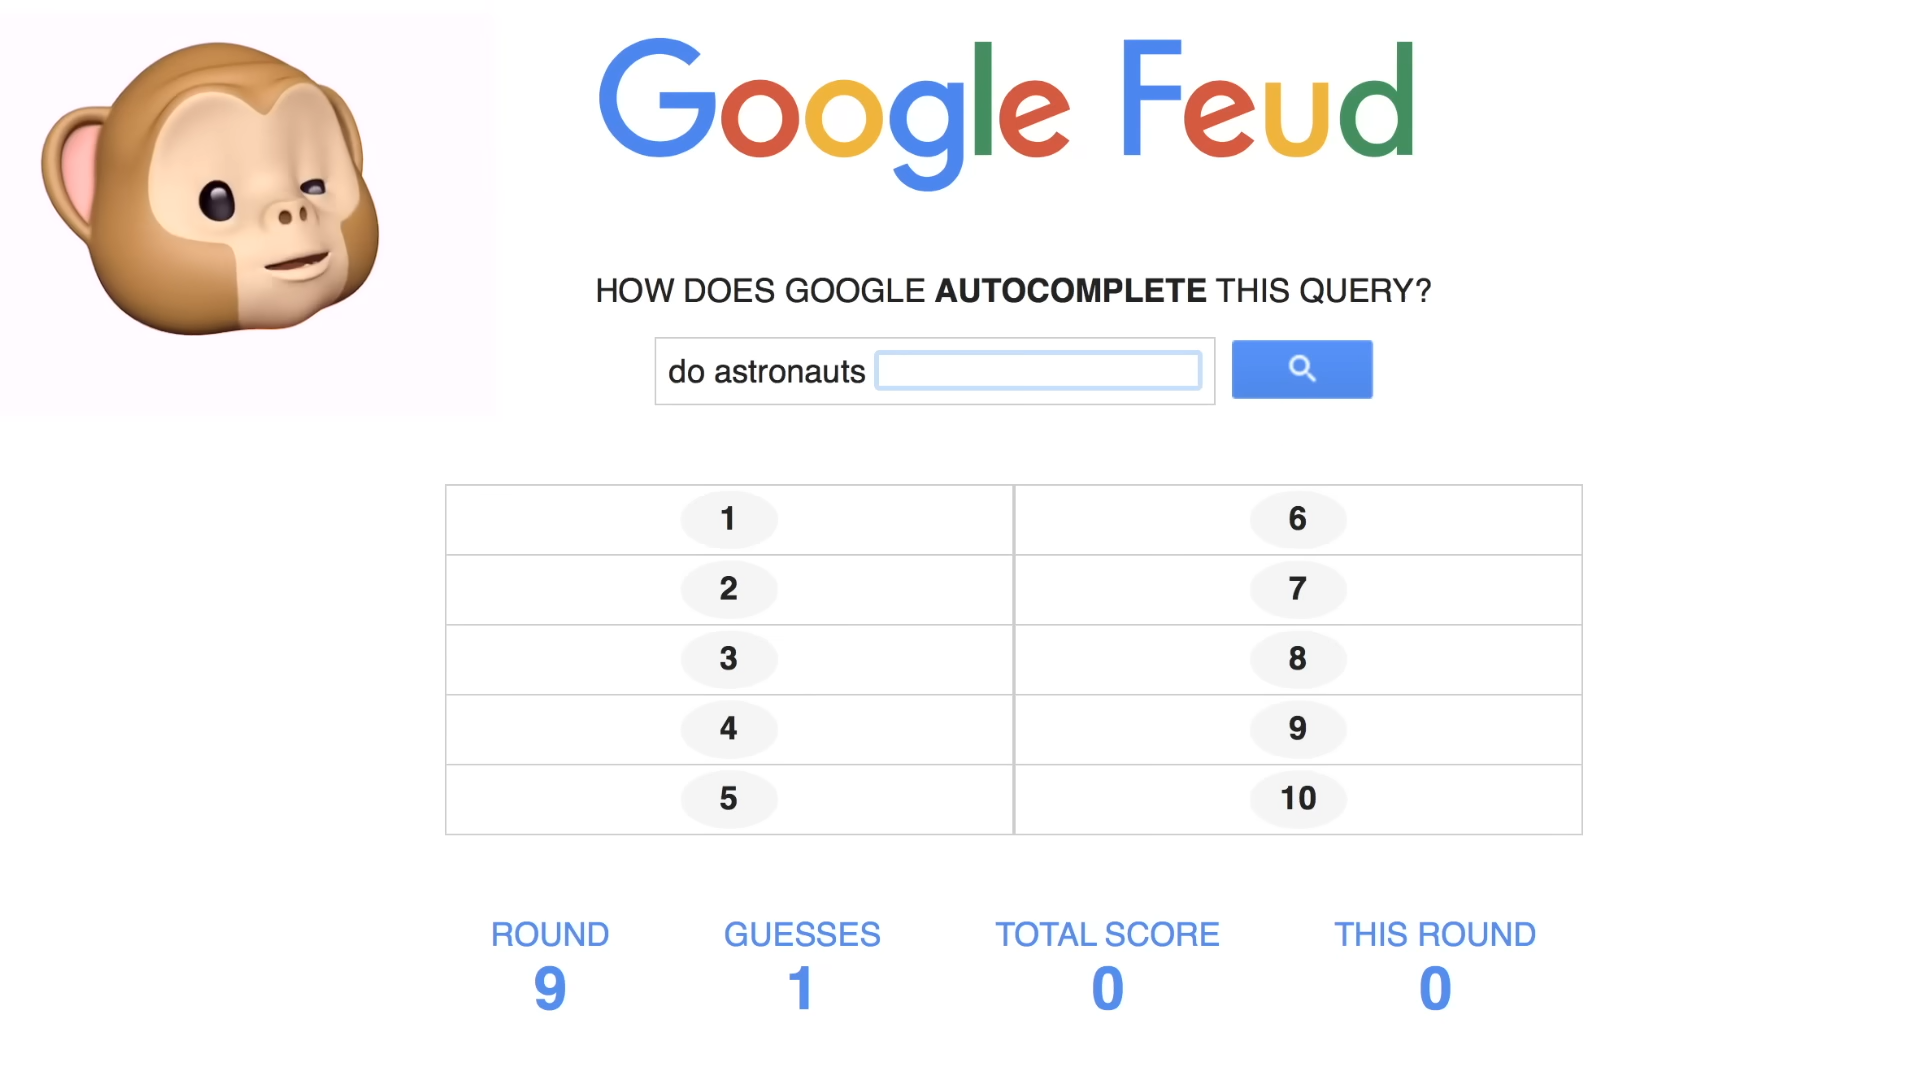 Google Feud
HOW DOES GOOGLE AUTOCOMPLETE THIS QUERY?
do astronauts
1
6
2
7
3
8
4
9
5
10
ROUND GUESSES TOTAL SCORE THIS ROUND
9 1 0 0